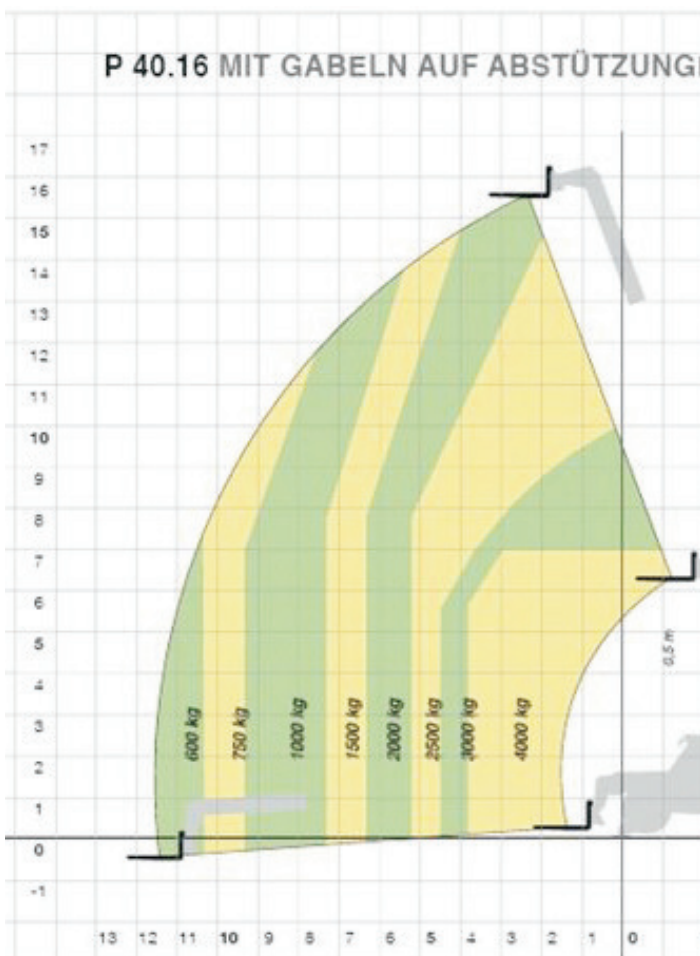 P 40.16 MIT GABELN AUF ABSTÜTZUNG
17
16
15
14
13
12
11
10
9
8
7
6
5
4
3
2
1
0
-1
0,5 m
600 kg
750 kg
1000 kg
1500 kg
2000 kg
2500 kg
3000 kg
4000 kg
13 12 11 10 9 8 7 6 5 4 3 2 1 0